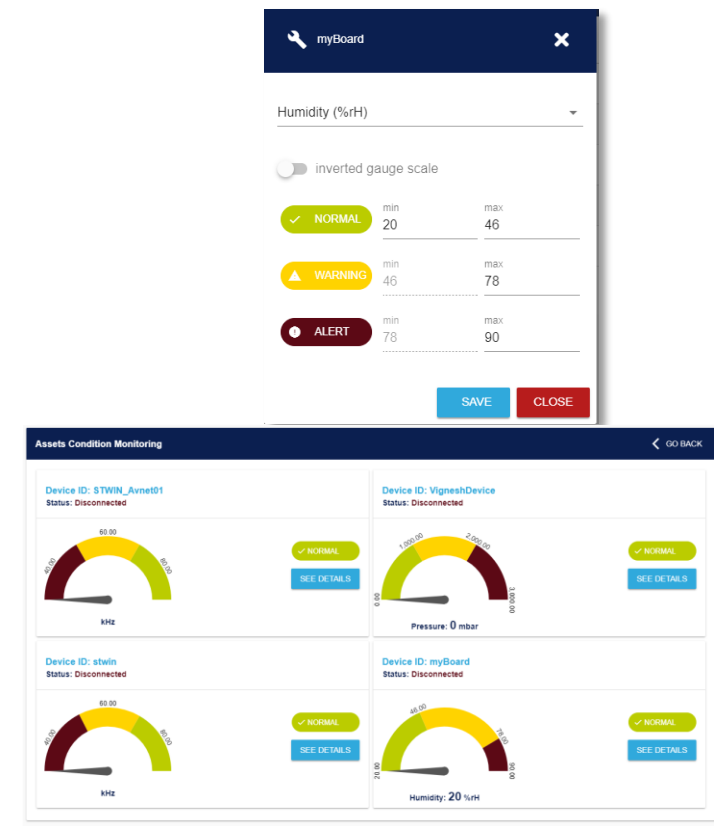 myBoard
Humidity (%rH)
inverted gauge scale
NORMAL
min
20
max
46
WARNING
min
46
max
78
ALERT
min
78
max
90
SAVE
CLOSE
Assets Condition Monitoring
GO BACK
Device ID: STWIN_Avnet01
Status: Disconnected
40.00
60.00
80.00
kHz
NORMAL
SEE DETAILS
Device ID: VigneshDevice
Status: Disconnected
0.00
1,000.00
2,000.00
3,000.00
Pressure: 0 mbar
NORMAL
SEE DETAILS
Device ID: stwin
Status: Disconnected
40.00
60.00
80.00
kHz
NORMAL
SEE DETAILS
Device ID: myBoard
Status: Disconnected
20.00
46.00
78.00
90.00
Humidity: 20 %rH
NORMAL
SEE DETAILS